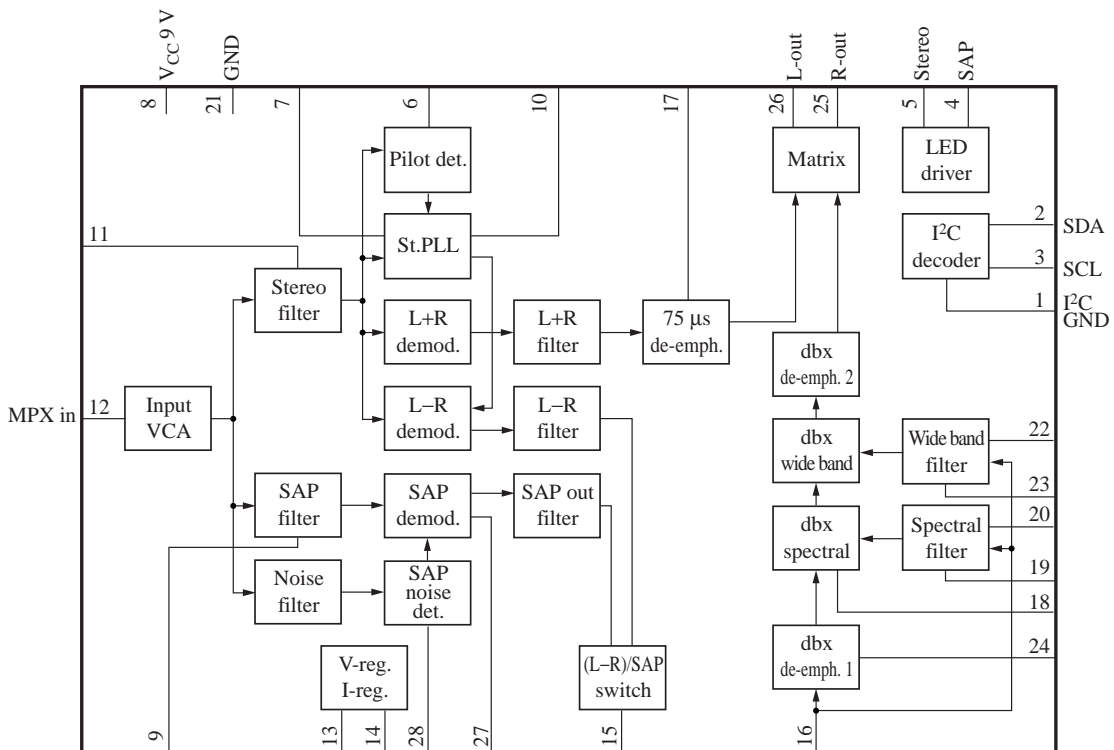 VCC 9 V
GND
L-out
R-out
Stereo
SAP
8
21
7
6
10
17
26
25
5
4
Pilot det.
Matrix
LED
driver
11
St.PLL
I²C
decoder
2
SDA
3
SCL
1
I²C
GND
Stereo
filter
L+R
demod.
L+R
filter
75 µs
de-emph.
dbx
de-emph. 2
MPX in
12
Input
VCA
L−R
demod.
L−R
filter
dbx
wide band
Wide band
filter
22
23
SAP
filter
SAP
demod.
SAP out
filter
dbx
spectral
Spectral
filter
20
19
18
Noise
filter
SAP
noise
det.
V-reg.
I-reg.
(L−R)/SAP
switch
dbx
de-emph. 1
24
9
13
14
28
27
15
16